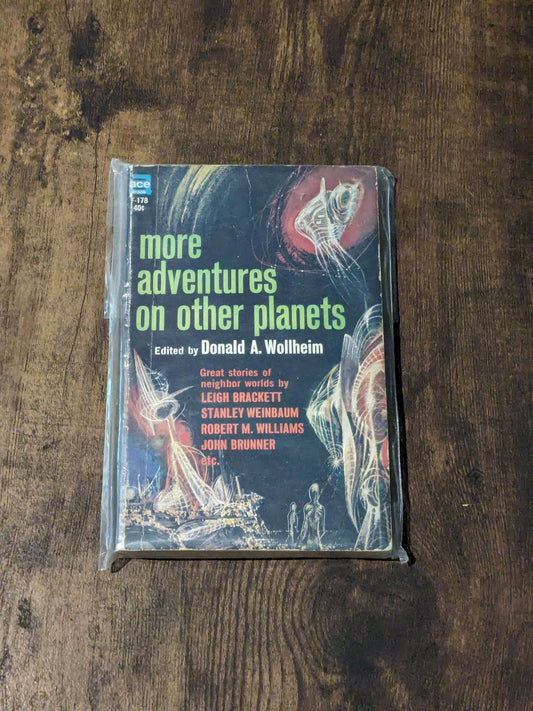 ace
BOOK
F-178
40¢
more
adventures
on other planets
Edited by Donald A. Wollheim
Great stories of
neighbor worlds by
LEIGH BRACKETT
STANLEY WEINBAUM
ROBERT M. WILLIAMS
JOHN BRUNNER
etc.